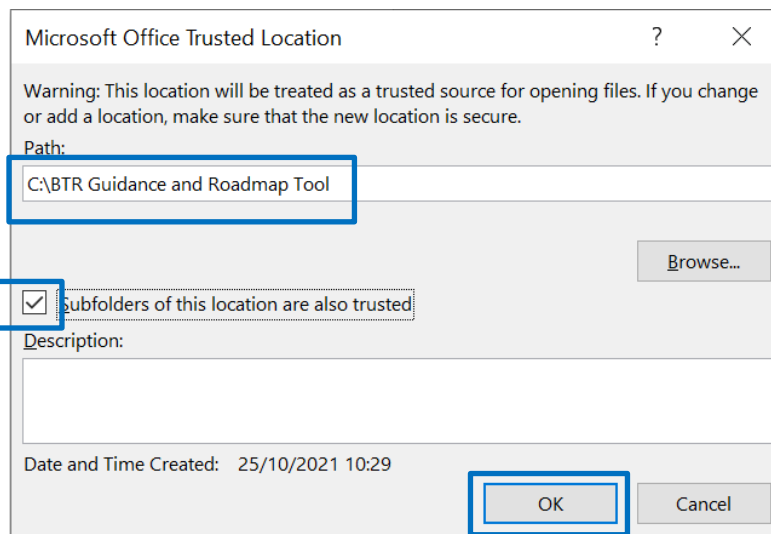 Microsoft Office Trusted Location ?
Warning: This location will be treated as a trusted source for opening files. If you change
or add a location, make sure that the new location is secure.
Path:
C:\BTR Guidance and Roadmap Tool
Browse...
Subfolders of this location are also trusted
Description:
Date and Time Created: 25/10/2021 10:29
OK Cancel